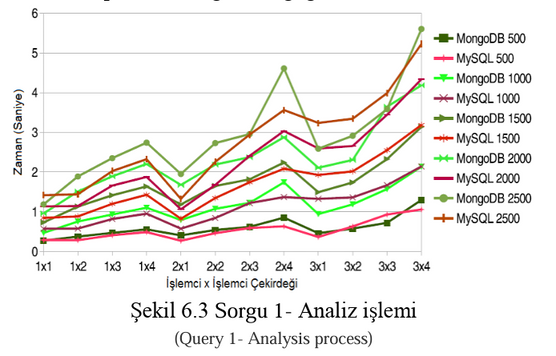 6
5
4
3
2
1
0
Zaman (Saniye)
1x1 1x2 1x3 1x4 2x1 2x2 2x3 2x4 3x1 3x2 3x3 3x4
İşlemci x İşlemci Çekirdeği
MongoDB 500
MySQL 500
MongoDB 1000
MySQL 1000
MongoDB 1500
MySQL 1500
MongoDB 2000
MySQL 2000
MongoDB 2500
MySQL 2500
Şekil 6.3 Sorgu 1- Analiz işlemi
(Query 1- Analysis process)